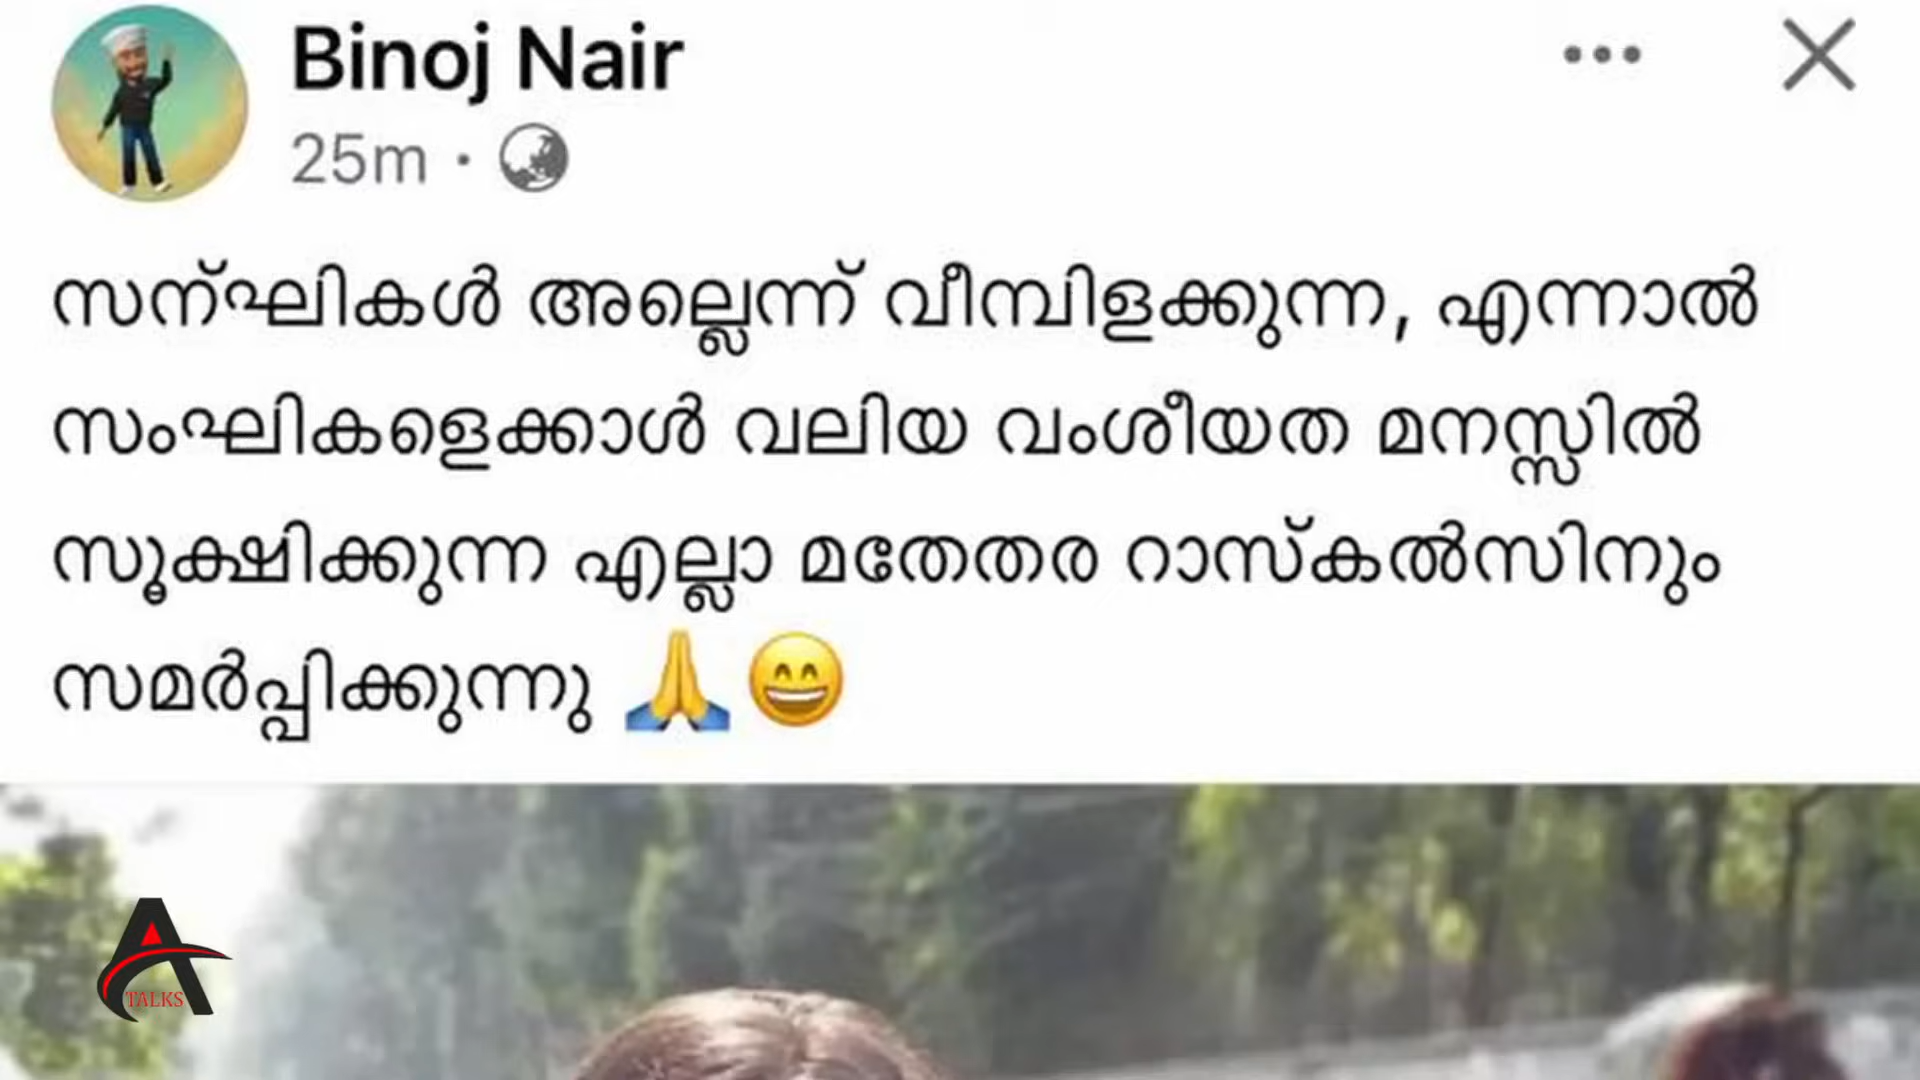 Binoj Nair
25m ·
സന്ഘികൾ അല്ലെന്ന് വീമ്പിളക്കുന്ന, എന്നാൽ
സംഘികളെക്കാൾ വലിയ വംശീയത മനസ്സിൽ
സൂക്ഷിക്കുന്ന എല്ലാ മതേതര റാസ്കൽസിനും
സമർപ്പിക്കുന്നു 🙏😄
A
TALKS